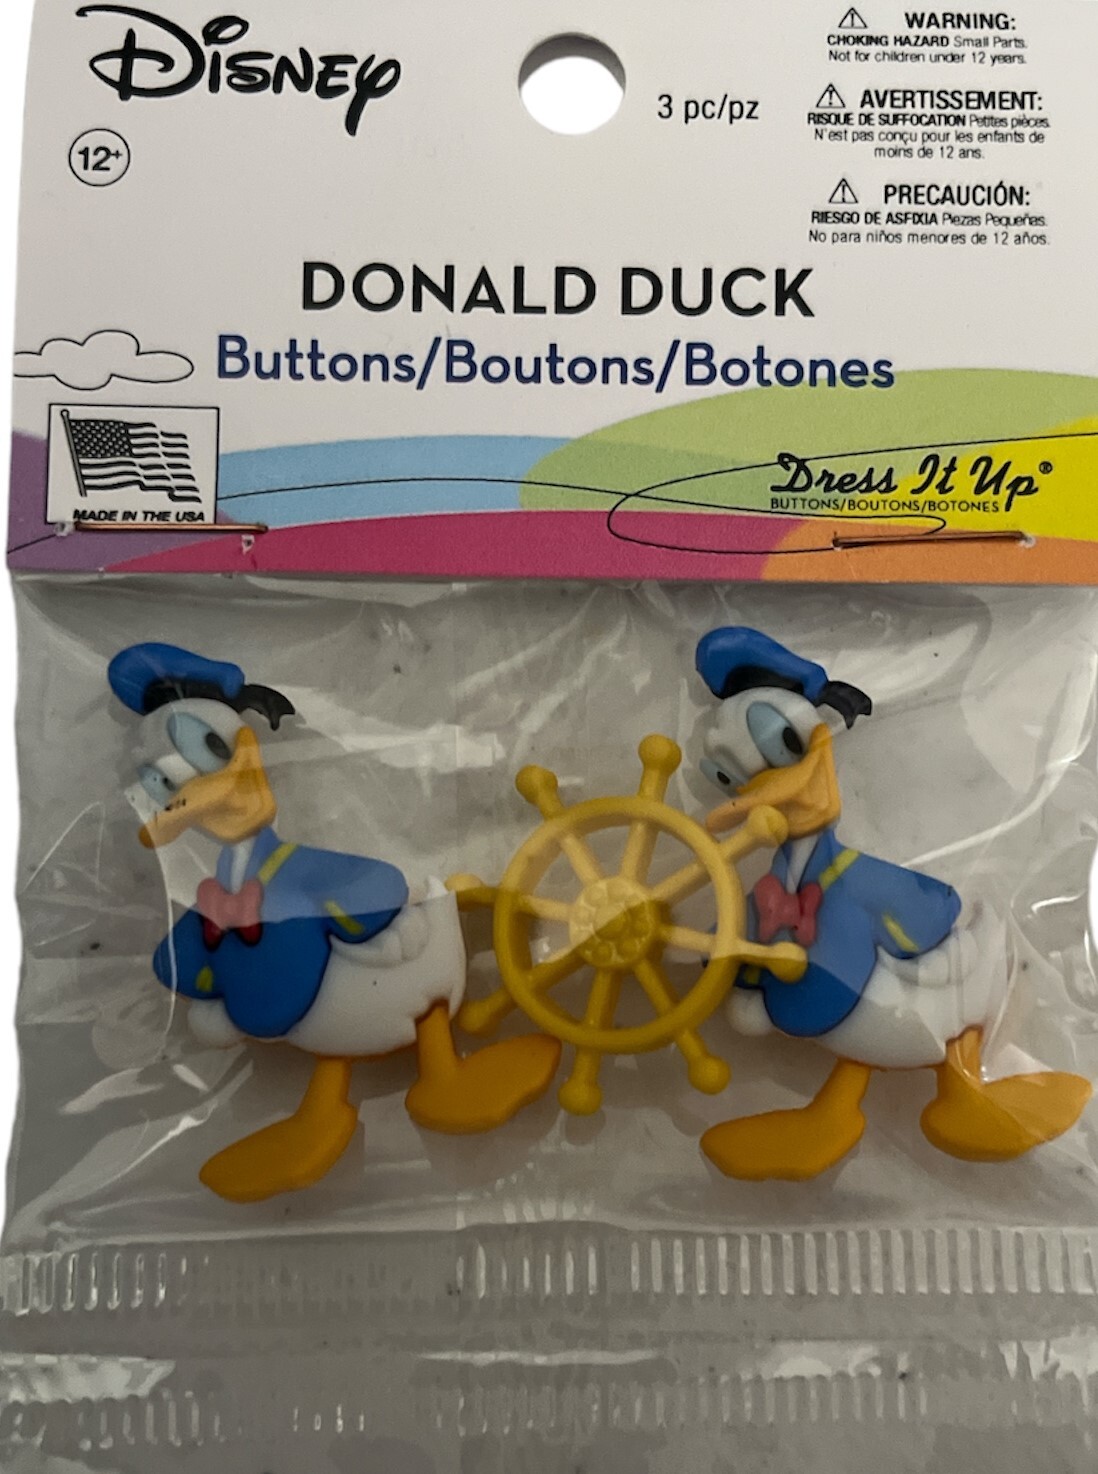 Disney
12+
3 pc/pz
WARNING:
CHOKING HAZARD Small Parts.
Not for children under 12 years.
AVERTISSEMENT:
RISQUE DE SUFFOCATION Petites pièces.
N'est pas conçu pour les enfants de
moins de 12 ans.
PRECAUCIÓN:
RIESGO DE ASFIXIA Piezas Pequeñas.
No para niños menores de 12 años.
DONALD DUCK
Buttons/Boutons/Botones
MADE IN THE USA
Dress It Up®
BUTTONS/BOUTONS/BOTONES